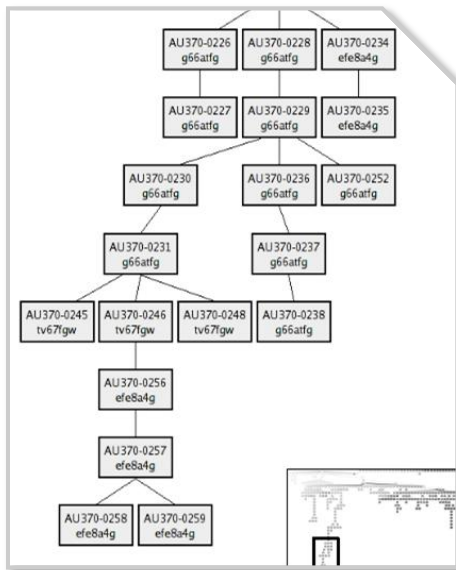 AU370-0226
g66atfg
AU370-0228
g66atfg
AU370-0234
efe8a4g
AU370-0227
g66atfg
AU370-0229
g66atfg
AU370-0235
efe8a4g
AU370-0230
g66atfg
AU370-0236
g66atfg
AU370-0252
g66atfg
AU370-0231
g66atfg
AU370-0237
g66atfg
AU370-0245
tv67fgw
AU370-0246
tv67fgw
AU370-0248
tv67fgw
AU370-0238
g66atfg
AU370-0256
efe8a4g
AU370-0257
efe8a4g
AU370-0258
efe8a4g
AU370-0259
efe8a4g